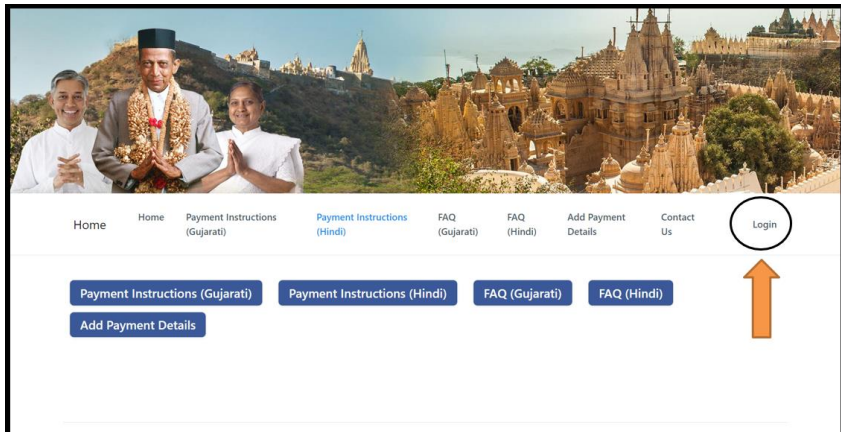 Home Home Payment Instructions Payment Instructions FAQ FAQ Add Payment Contact Login
(Gujarati) (Hindi) (Gujarati) (Hindi) Details Us
Payment Instructions (Gujarati) Payment Instructions (Hindi) FAQ (Gujarati) FAQ (Hindi)
Add Payment Details